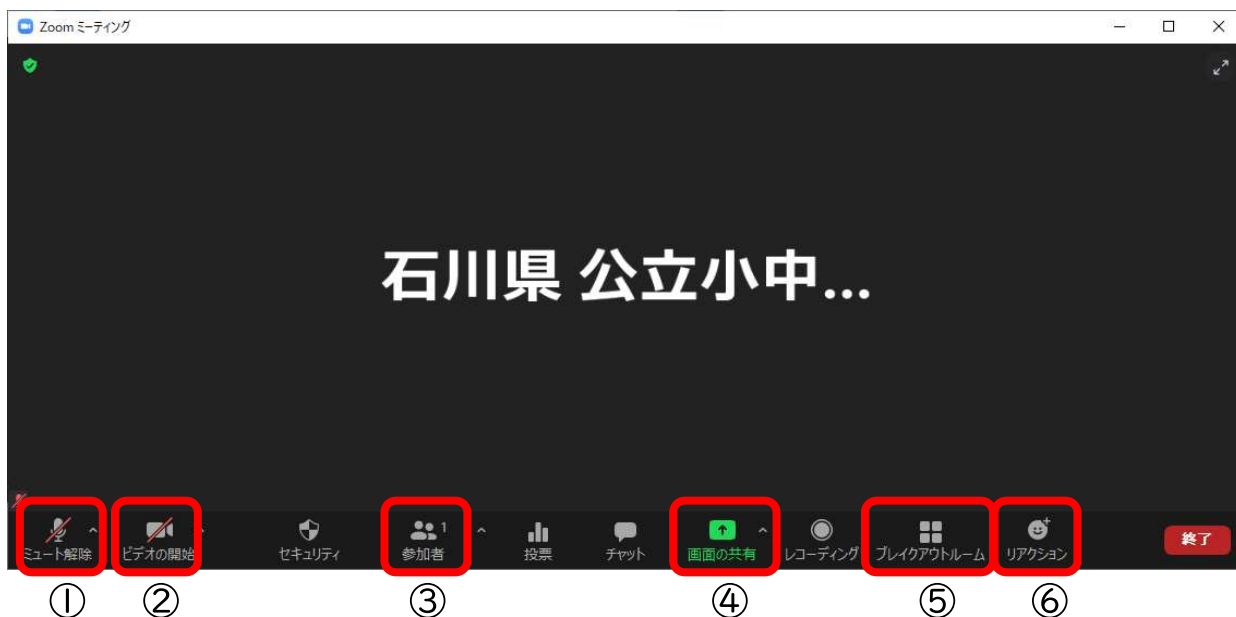 Zoom ミーティング
石川県 公立小中...
ミュート解除 ビデオの開始 セキュリティ 参加者 1 投票 チャット 画面の共有 レコーディング ブレイクアウトルーム リアクション 終了
① ② ③ ④ ⑤ ⑥